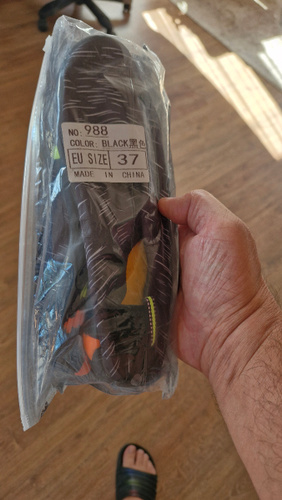 NO: 988
COLOR: BLACK黑色
EU SIZE 37
MADE IN CHINA